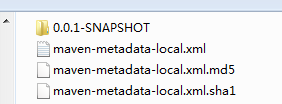 0.0.1-SNAPSHOT
maven-metadata-local.xml
maven-metadata-local.xml.md5
maven-metadata-local.xml.sha1